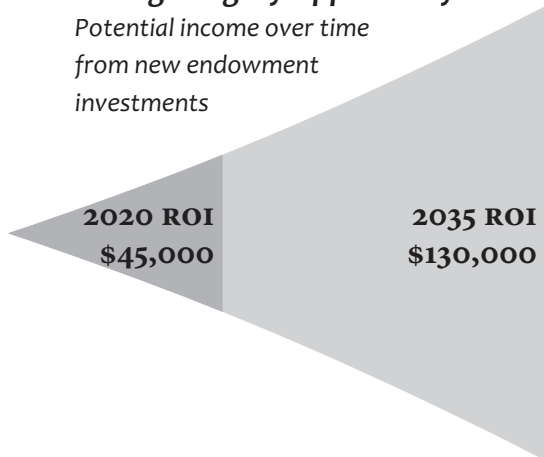 Potential income over time
from new endowment
investments
2020 ROI
$45,000
2035 ROI
$130,000